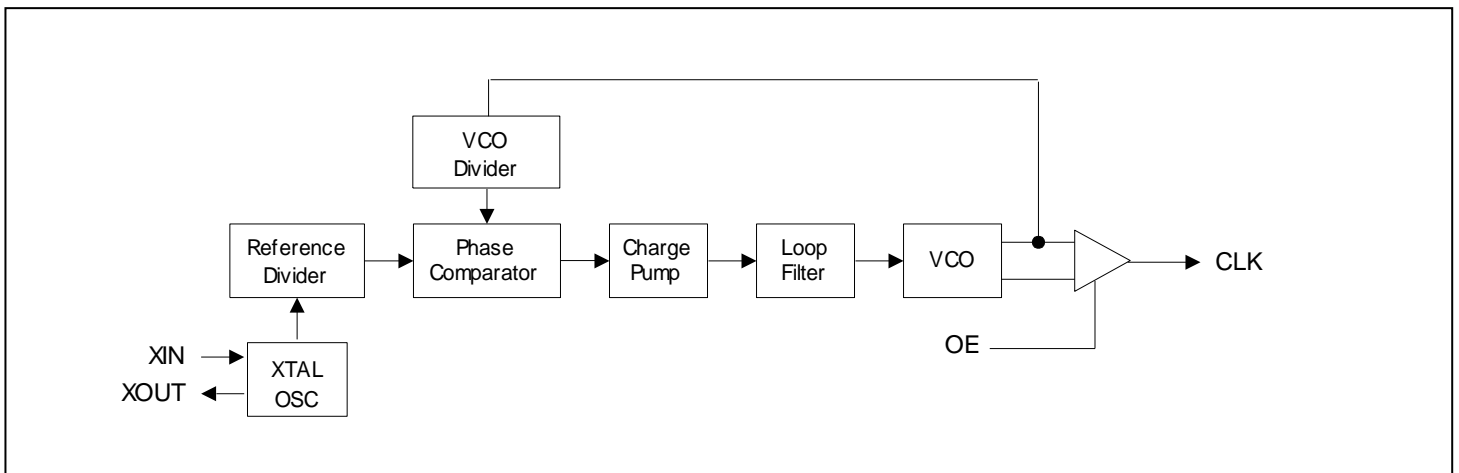 VCO
Divider
Reference
Divider
Phase
Comparator
Charge
Pump
Loop
Filter
VCO
CLK
OE
XIN
XOUT
XTAL
OSC